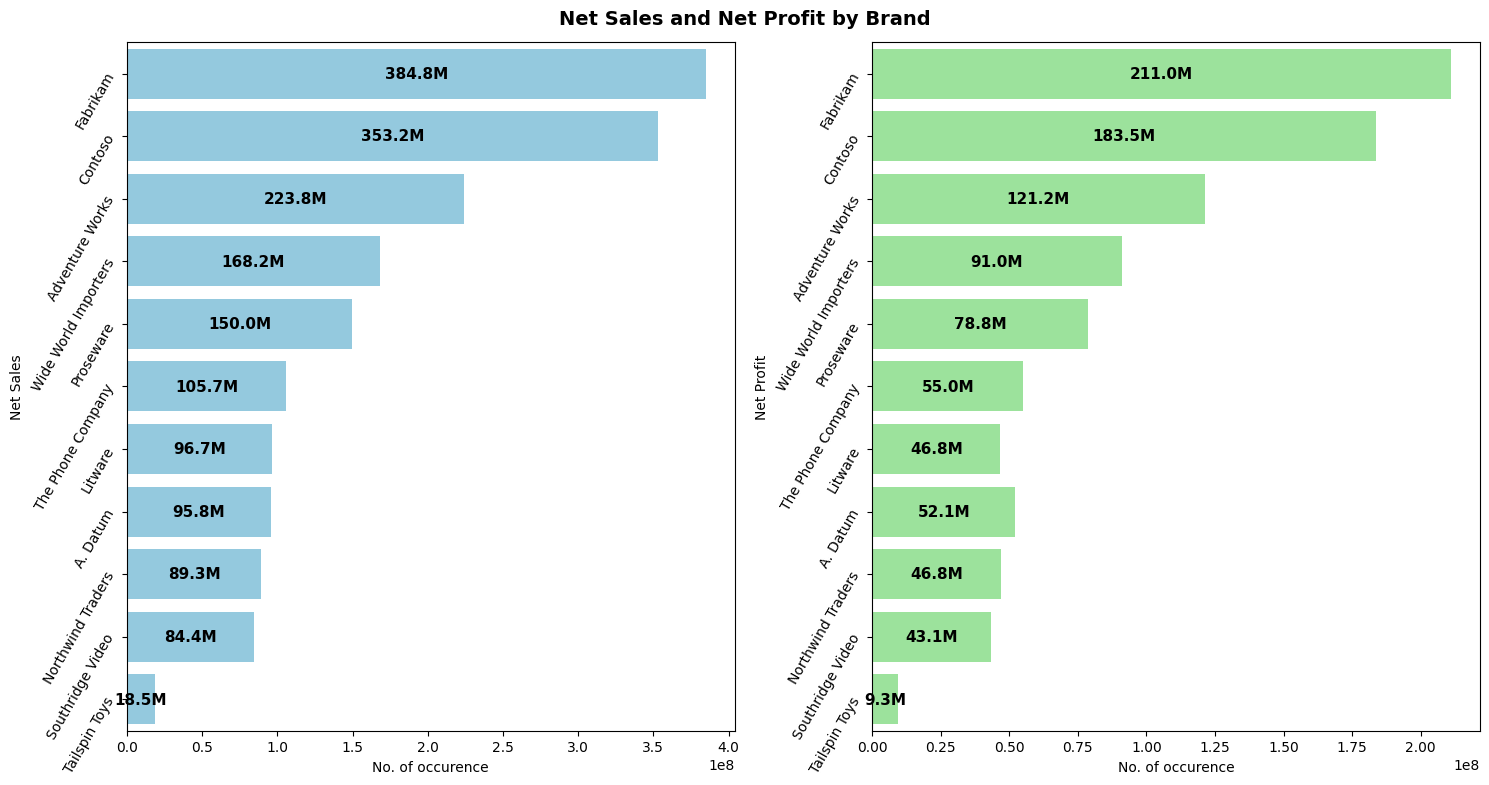 Net Sales and Net Profit by Brand
Net Sales
Fabrikam
384.8M
Contoso
353.2M
Adventure Works
223.8M
Wide World Importers
168.2M
Proseware
150.0M
The Phone Company
105.7M
Litware
96.7M
A. Datum
95.8M
Northwind Traders
89.3M
Southridge Video
84.4M
Tailspin Toys
18.5M
0.0 0.5 1.0 1.5 2.0 2.5 3.0 3.5 4.0
1e8
No. of occurence
Net Profit
Fabrikam
211.0M
Contoso
183.5M
Adventure Works
121.2M
Wide World Importers
91.0M
Proseware
78.8M
The Phone Company
55.0M
Litware
46.8M
A. Datum
52.1M
Northwind Traders
46.8M
Southridge Video
43.1M
Tailspin Toys
9.3M
0.00 0.25 0.50 0.75 1.00 1.25 1.50 1.75 2.00
1e8
No. of occurence